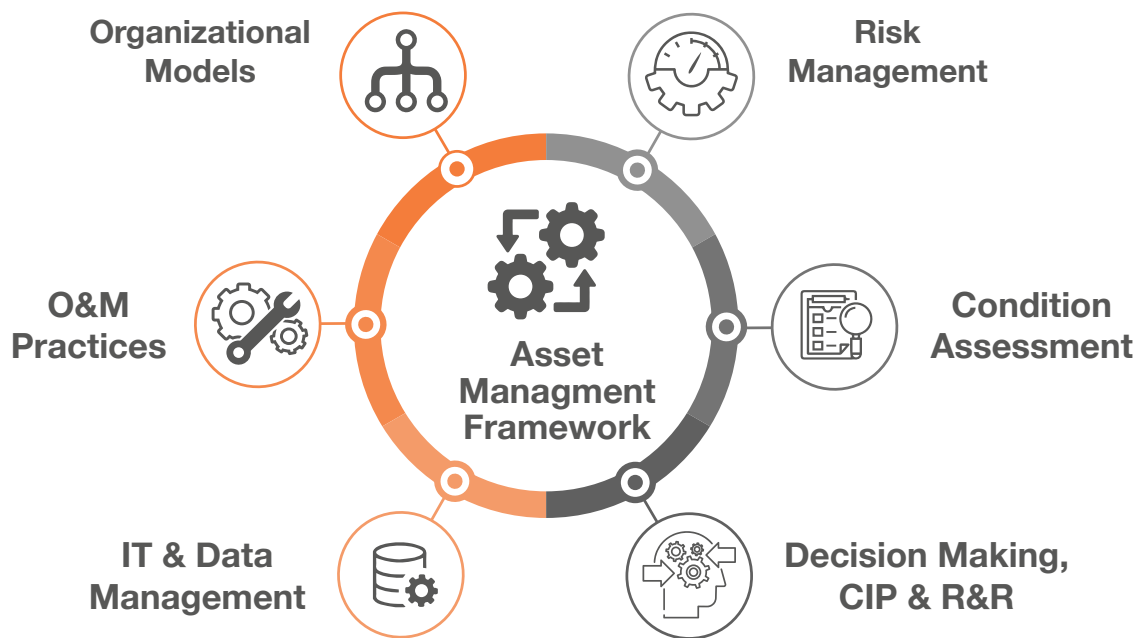 Organizational
Models
Risk
Management
O&M
Practices
Asset
Managment
Framework
Condition
Assessment
IT & Data
Management
Decision Making,
CIP & R&R